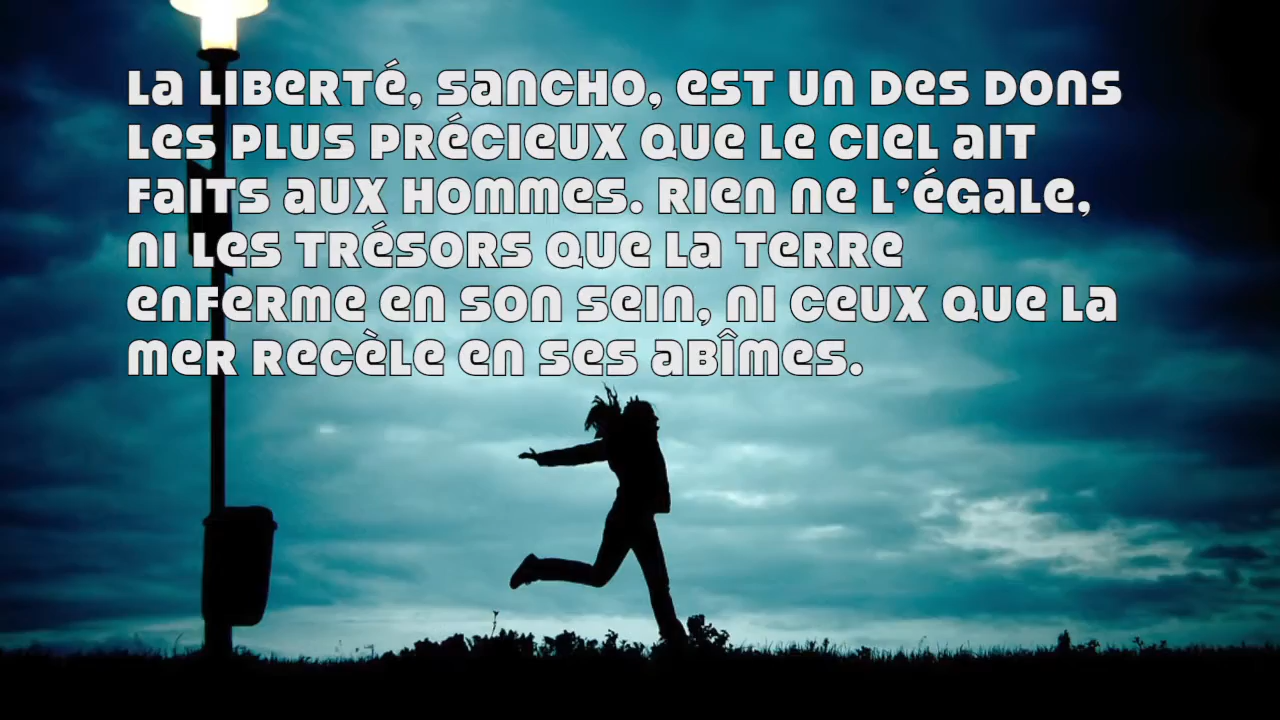 La Liberté, Sancho, est un des dons
les plus précieux que le ciel ait
faits aux hommes. Rien ne l’égale,
ni les trésors que la terre
enferme en son sein, ni ceux que la
mer recèle en ses abîmes.